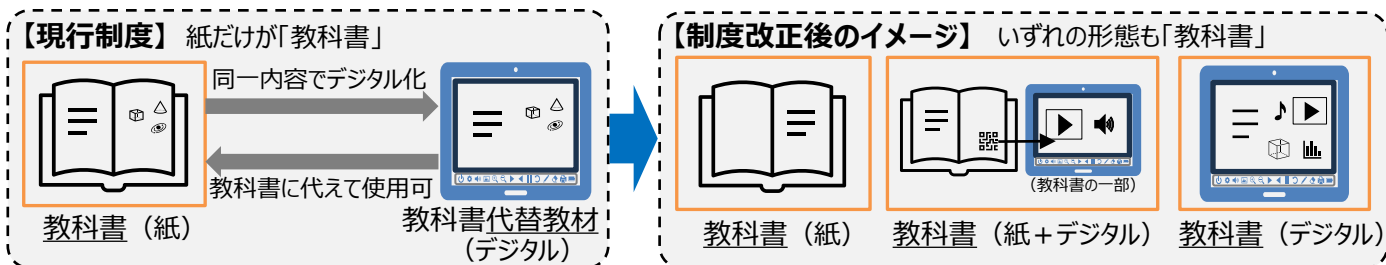 【現行制度】 紙だけが「教科書」
同一内容でデジタル化
教科書に代えて使用可
教科書（紙）
教科書代替教材
（デジタル）
【制度改正後のイメージ】 いずれの形態も「教科書」
（教科書の一部）
教科書（紙）
教科書（紙＋デジタル）
教科書（デジタル）